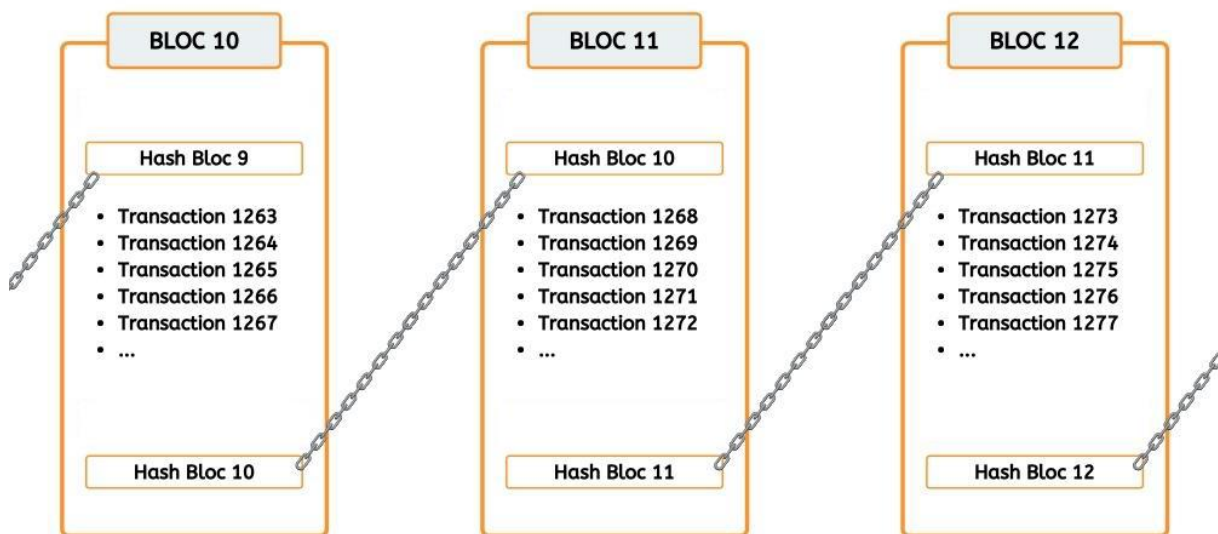 BLOC 10
Hash Bloc 9
• Transaction 1263
• Transaction 1264
• Transaction 1265
• Transaction 1266
• Transaction 1267
• ...
Hash Bloc 10
BLOC 11
Hash Bloc 10
• Transaction 1268
• Transaction 1269
• Transaction 1270
• Transaction 1271
• Transaction 1272
• ...
Hash Bloc 11
BLOC 12
Hash Bloc 11
• Transaction 1273
• Transaction 1274
• Transaction 1275
• Transaction 1276
• Transaction 1277
• ...
Hash Bloc 12